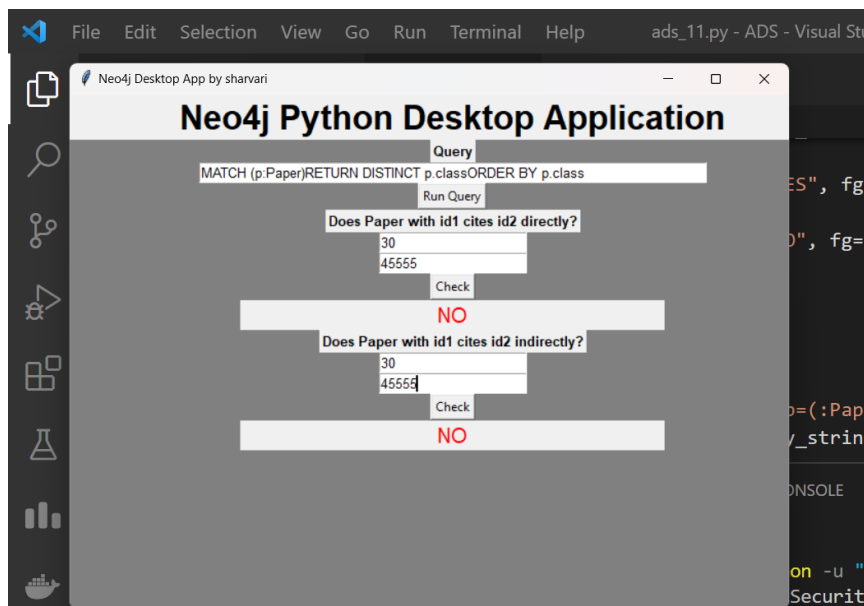 File Edit Selection View Go Run Terminal Help ads_11.py - ADS - Visual Stu
Neo4j Desktop App by sharvari
Neo4j Python Desktop Application
Query
MATCH (p:Paper)RETURN DISTINCT p.classORDER BY p.class
Run Query
Does Paper with id1 cites id2 directly?
30
45555
Check
NO
Does Paper with id1 cites id2 indirectly?
30
45555
Check
NO
ES", fg
", fg=
=(:Pap
y_strin
ONSOLE
on -u "
Securit